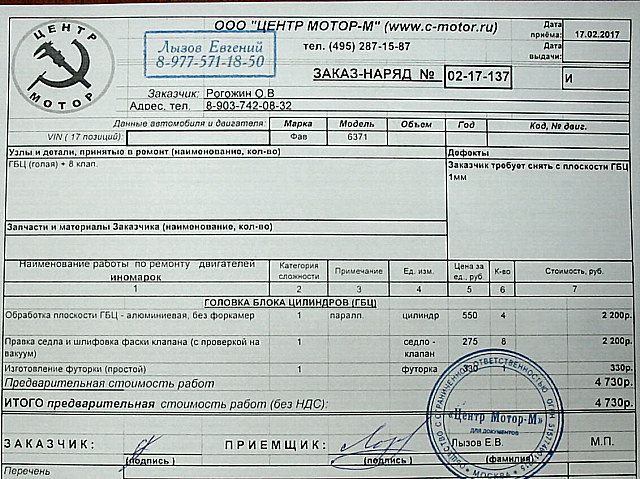 ЦЕНТР
МОТОР
ООО "ЦЕНТР МОТОР-М" (www.c-motor.ru)
Дата приёма: 17.02.2017
Лызов Евгений
8-977-571-18-50
тел. (495) 287-15-87
Дата выдачи:
ЗАКАЗ-НАРЯД № 02-17-137 И
Заказчик: Рогожин О.В
Адрес, тел. 8-903-742-08-32
Данные автомобиля и двигателя: Марка Модель Объем Год Код, № двиг.
VIN ( 17 позиций): Фав 6371
Узлы и детали, принятые в ремонт (наименование, кол-во) Дефекты
ГБЦ (голая) + 8 клап. Заказчик требует снять с плоскости ГБЦ
1мм
Запчасти и материалы Заказчика (наименование, кол-во)
Наименование работы по ремонту двигателей иномарок Категория сложности Примечание Ед. изм. Цена за ед., руб. К-во Стоимость, руб.
1 2 3 4 5 6 7
ГОЛОВКА БЛОКА ЦИЛИНДРОВ (ГБЦ)
Обработка плоскости ГБЦ - алюминиевая, без форкамер 1 паралл. цилиндр 550 4 2 200р.
Правка седла и шлифовка фаски клапана (с проверкой на вакуум) 1 седло - клапан 275 8 2 200р.
Изготовление футорки (простой) 1 футорка 330 1 330р.
Предварительная стоимость работ 4 730р.
ИТОГО предварительная стоимость работ (без НДС): 4 730р.
ОБЩЕСТВО С ОГРАНИЧЕННОЙ ОТВЕТСТВЕННОСТЬЮ
«Центр Мотор-М»
ДЛЯ ДОКУМЕНТОВ
МОСКВА
ЗАКАЗЧИК: ПРИЕМЩИК: Лызов Е.В. М.П.
(подпись ) (подпись ) (фамилия)
Перечень